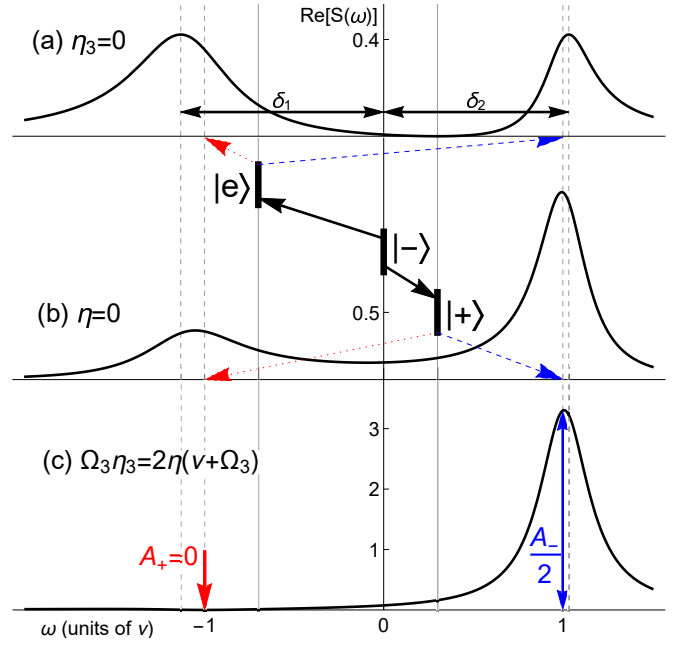 Re[S(ω)]
(a) η₃=0
0.4
δ₁
δ₂
|e⟩
|−⟩
|+⟩
(b) η=0
0.5
(c) Ω₃η₃=2η(ν+Ω₃)
3
2
1
A₊=0
A₋
2
ω (units of ν)
−1
0
1